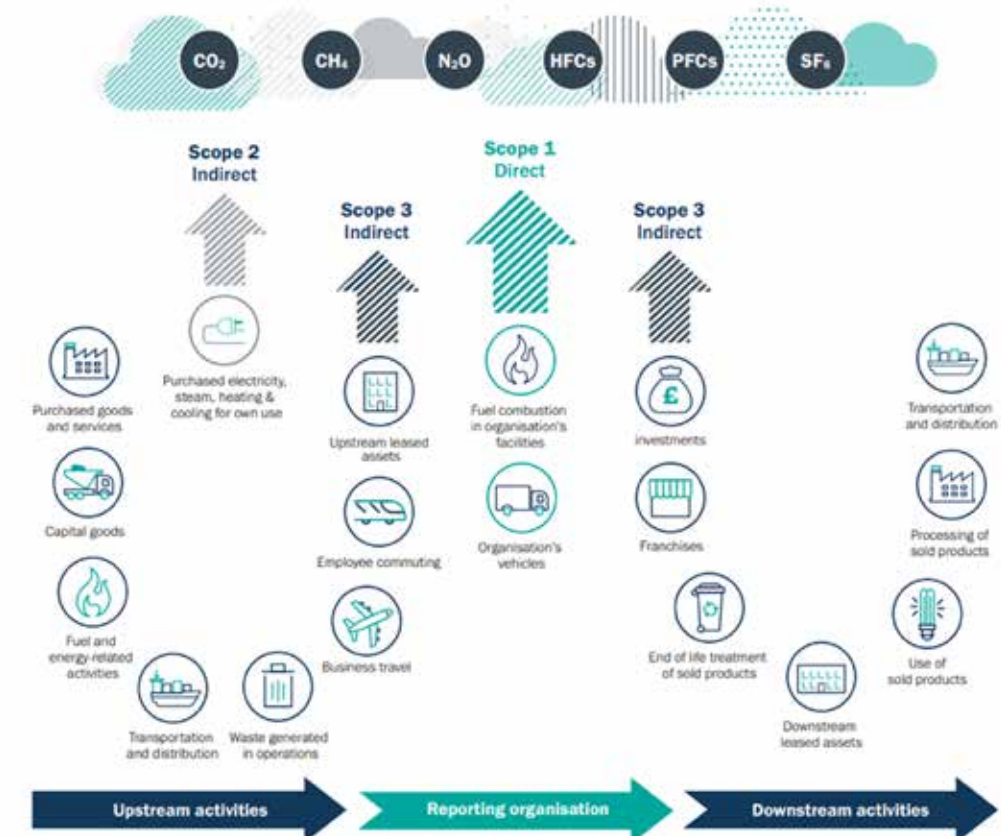 CO₂
CH₄
N₂O
HFCs
PFCs
SF₆
Scope 2
Indirect
Scope 1
Direct
Scope 3
Indirect
Scope 3
Indirect
Purchased electricity,
steam, heating &
cooling for own use
Purchased goods
and services
Upstream leased
assets
Fuel combustion
in organisation's
facilities
£
investments
Transportation
and distribution
Capital goods
Employee commuting
Organisation's
vehicles
Franchises
Processing of
sold products
Fuel and
energy-related
activities
Business travel
End of life treatment
of sold products
Use of
sold products
Transportation
and distribution
Waste generated
in operations
Downstream
leased assets
Upstream activities
Reporting organisation
Downstream activities